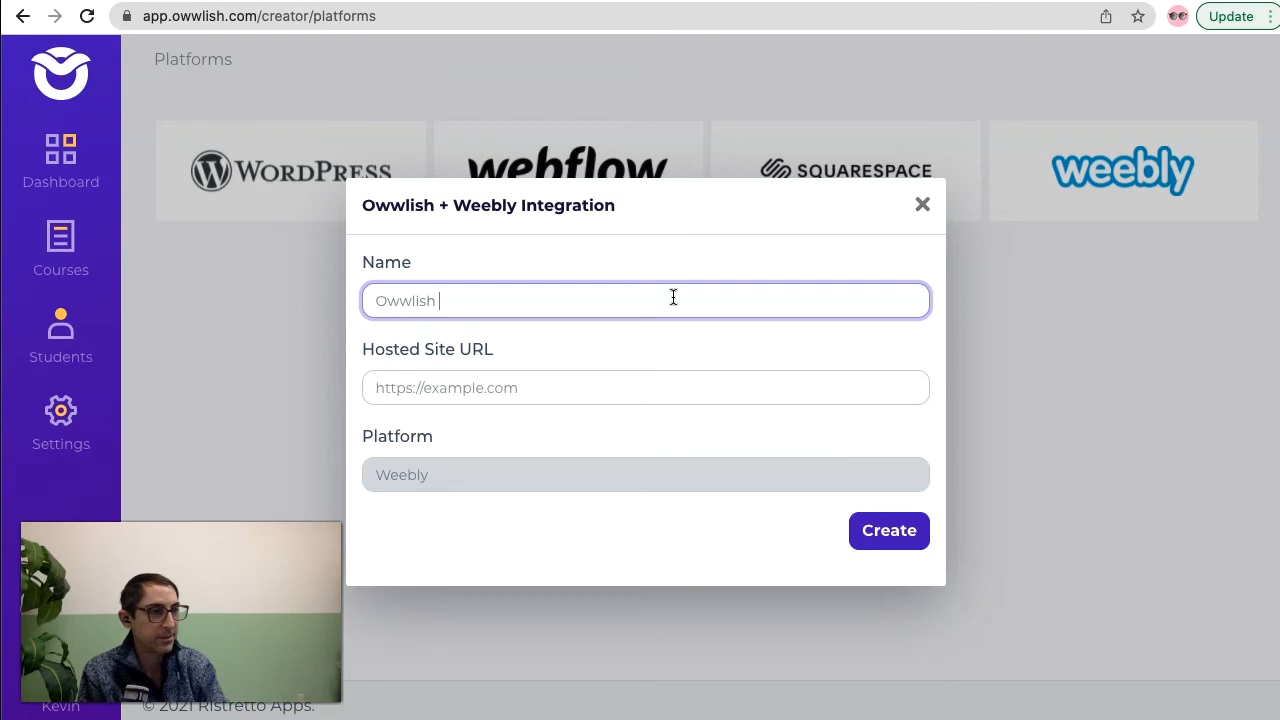 app.owwlish.com/creator/platforms
Update
Platforms
Dashboard
Courses
Students
Settings
Kevin
WORDPRESS
webflow
SQUARESPACE
weebly
Owwlish + Weebly Integration
Name
Owwlish
Hosted Site URL
https://example.com
Platform
Weebly
Create
© 2021 Ristretto Apps.